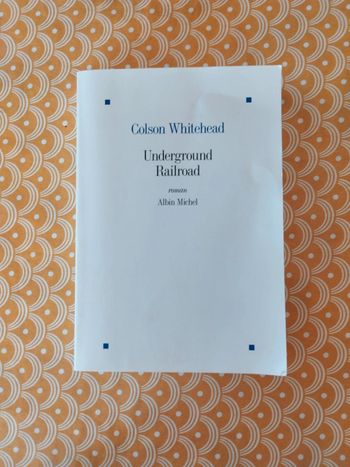 Colson Whitehead
Underground
Railroad
roman
Albin Michel